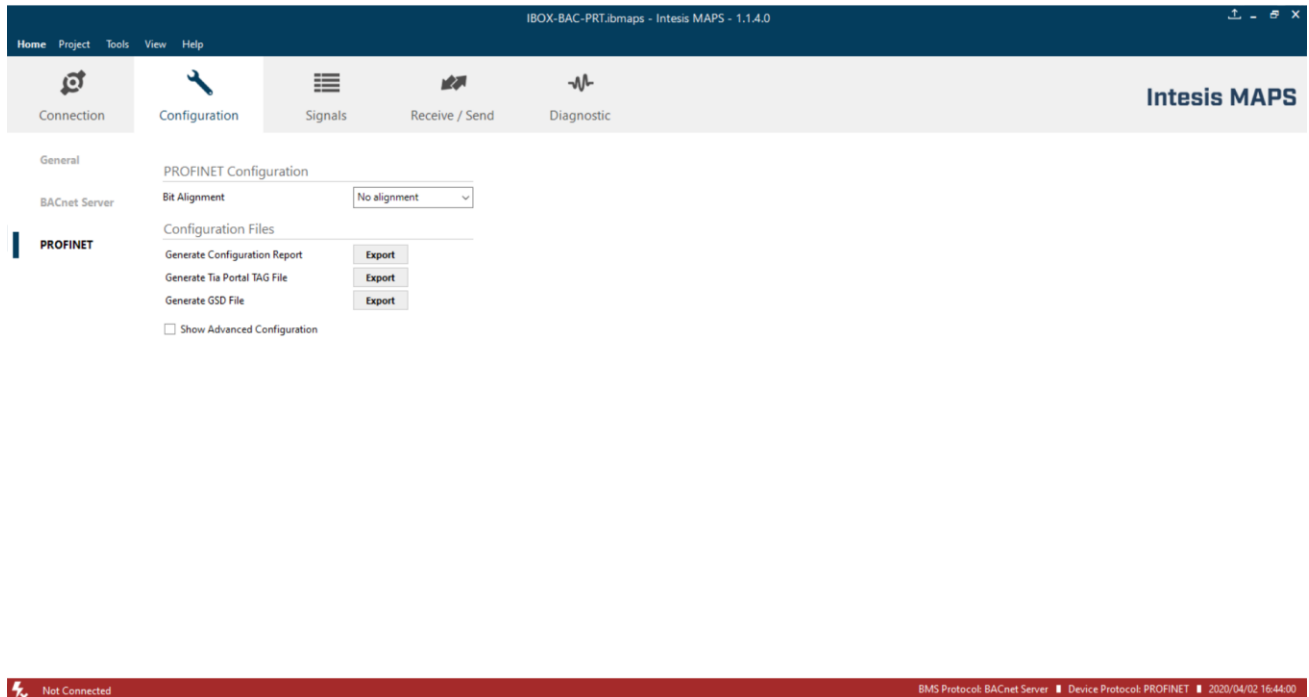 IBOX-BAC-PRT.ibmaps - Intesis MAPS - 1.1.4.0
Home Project Tools View Help
Connection Configuration Signals Receive / Send Diagnostic
Intesis MAPS
General
BACnet Server
PROFINET
PROFINET Configuration
Bit Alignment No alignment
Configuration Files
Generate Configuration Report Export
Generate Tia Portal TAG File Export
Generate GSD File Export
Show Advanced Configuration
Not Connected BMS Protocol: BACnet Server Device Protocol: PROFINET 2020/04/02 16:44:00